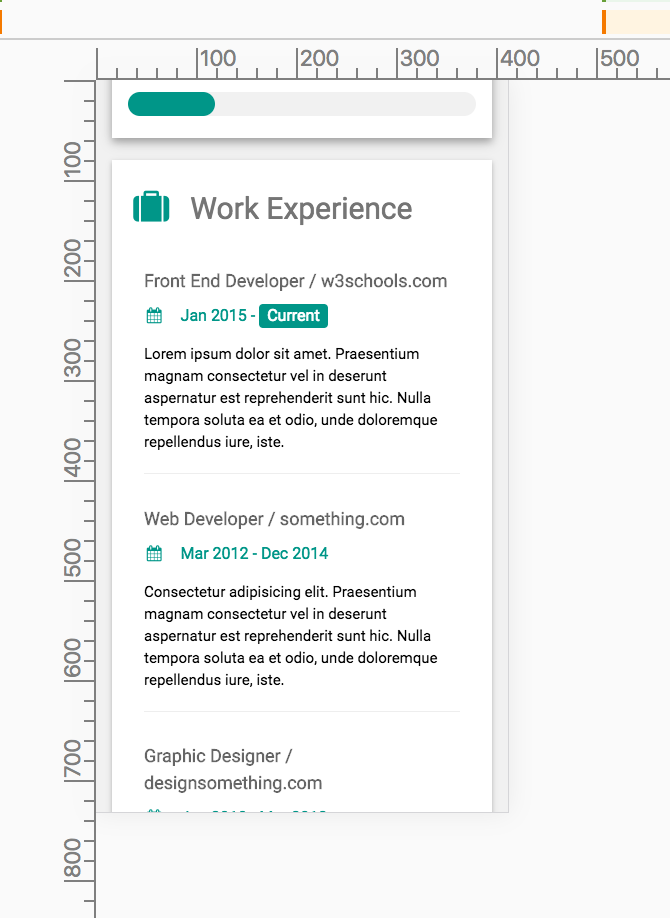 100 200 300 400 500
100
200
300
400
500
600
700
800
Work Experience
Front End Developer / w3schools.com
Jan 2015 - Current
Lorem ipsum dolor sit amet. Praesentium
magnam consectetur vel in deserunt
aspernatur est reprehenderit sunt hic. Nulla
tempora soluta ea et odio, unde doloremque
repellendus iure, iste.
Web Developer / something.com
Mar 2012 - Dec 2014
Consectetur adipisicing elit. Praesentium
magnam consectetur vel in deserunt
aspernatur est reprehenderit sunt hic. Nulla
tempora soluta ea et odio, unde doloremque
repellendus iure, iste.
Graphic Designer /
designsomething.com